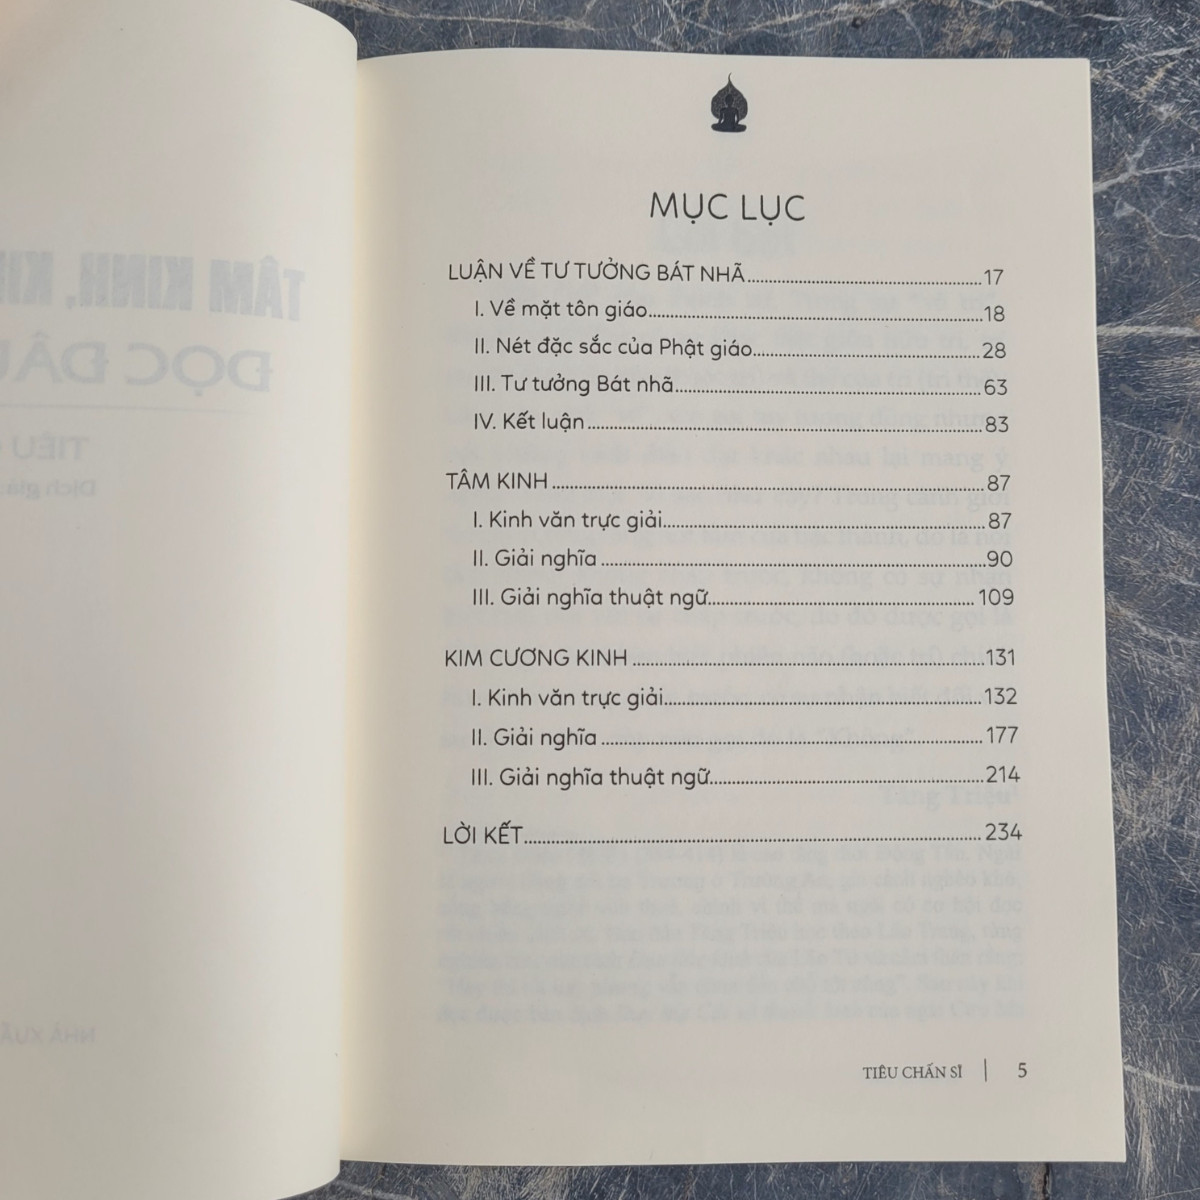 MỤC LỤC
LUẬN VỀ TƯ TƯỞNG BÁT NHÃ....17
I. Về mặt tôn giáo....18
II. Nét đặc sắc của Phật giáo....28
III. Tư tưởng Bát nhã....63
IV. Kết luận....83
TÂM KINH....87
I. Kinh văn trực giải....87
II. Giải nghĩa....90
III. Giải nghĩa thuật ngữ....109
KIM CƯƠNG KINH....131
I. Kinh văn trực giải....132
II. Giải nghĩa....177
III. Giải nghĩa thuật ngữ....214
LỜI KẾT....234
TIÊU CHẤN SĨ | 5